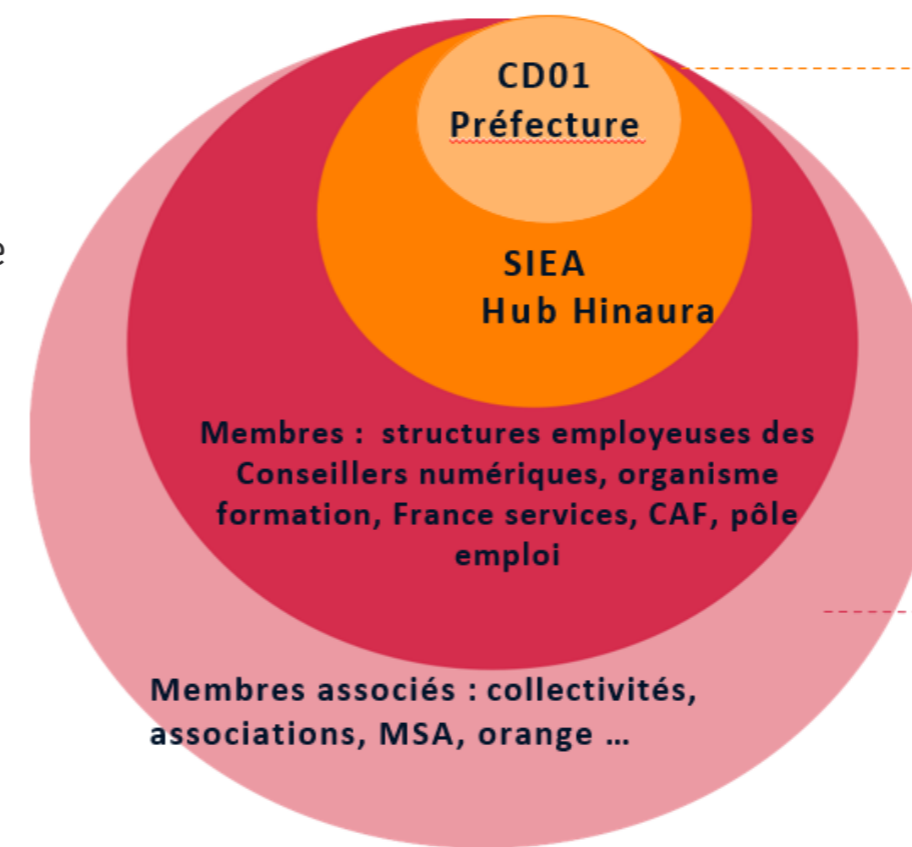 CD01
Préfecture
e
SIEA
Hub Hinaura
Membres : structures employeuses des
Conseillers numériques, organisme
formation, France services, CAF, pôle
emploi
Membres associés : collectivités,
associations, MSA, orange …